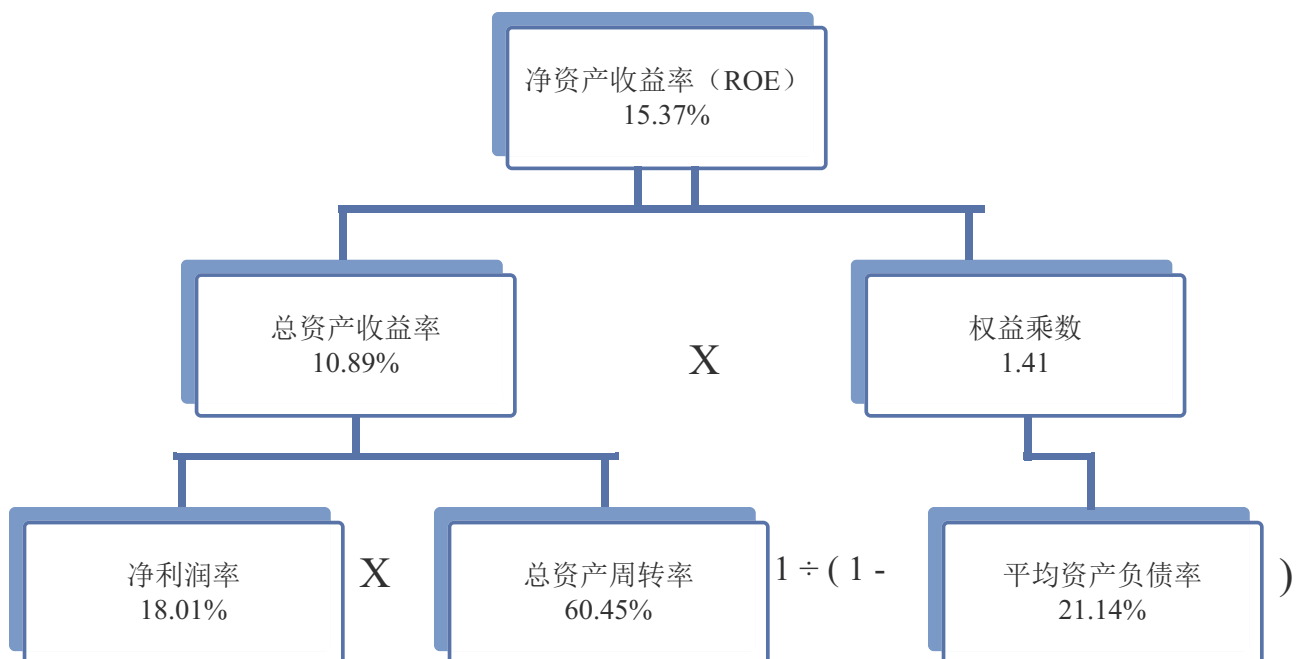 净资产收益率（ROE）
15.37%
总资产收益率
10.89%
X
权益乘数
1.41
净利润率
18.01%
X
总资产周转率
60.45%
1 ÷ ( 1 -
平均资产负债率
21.14%
)